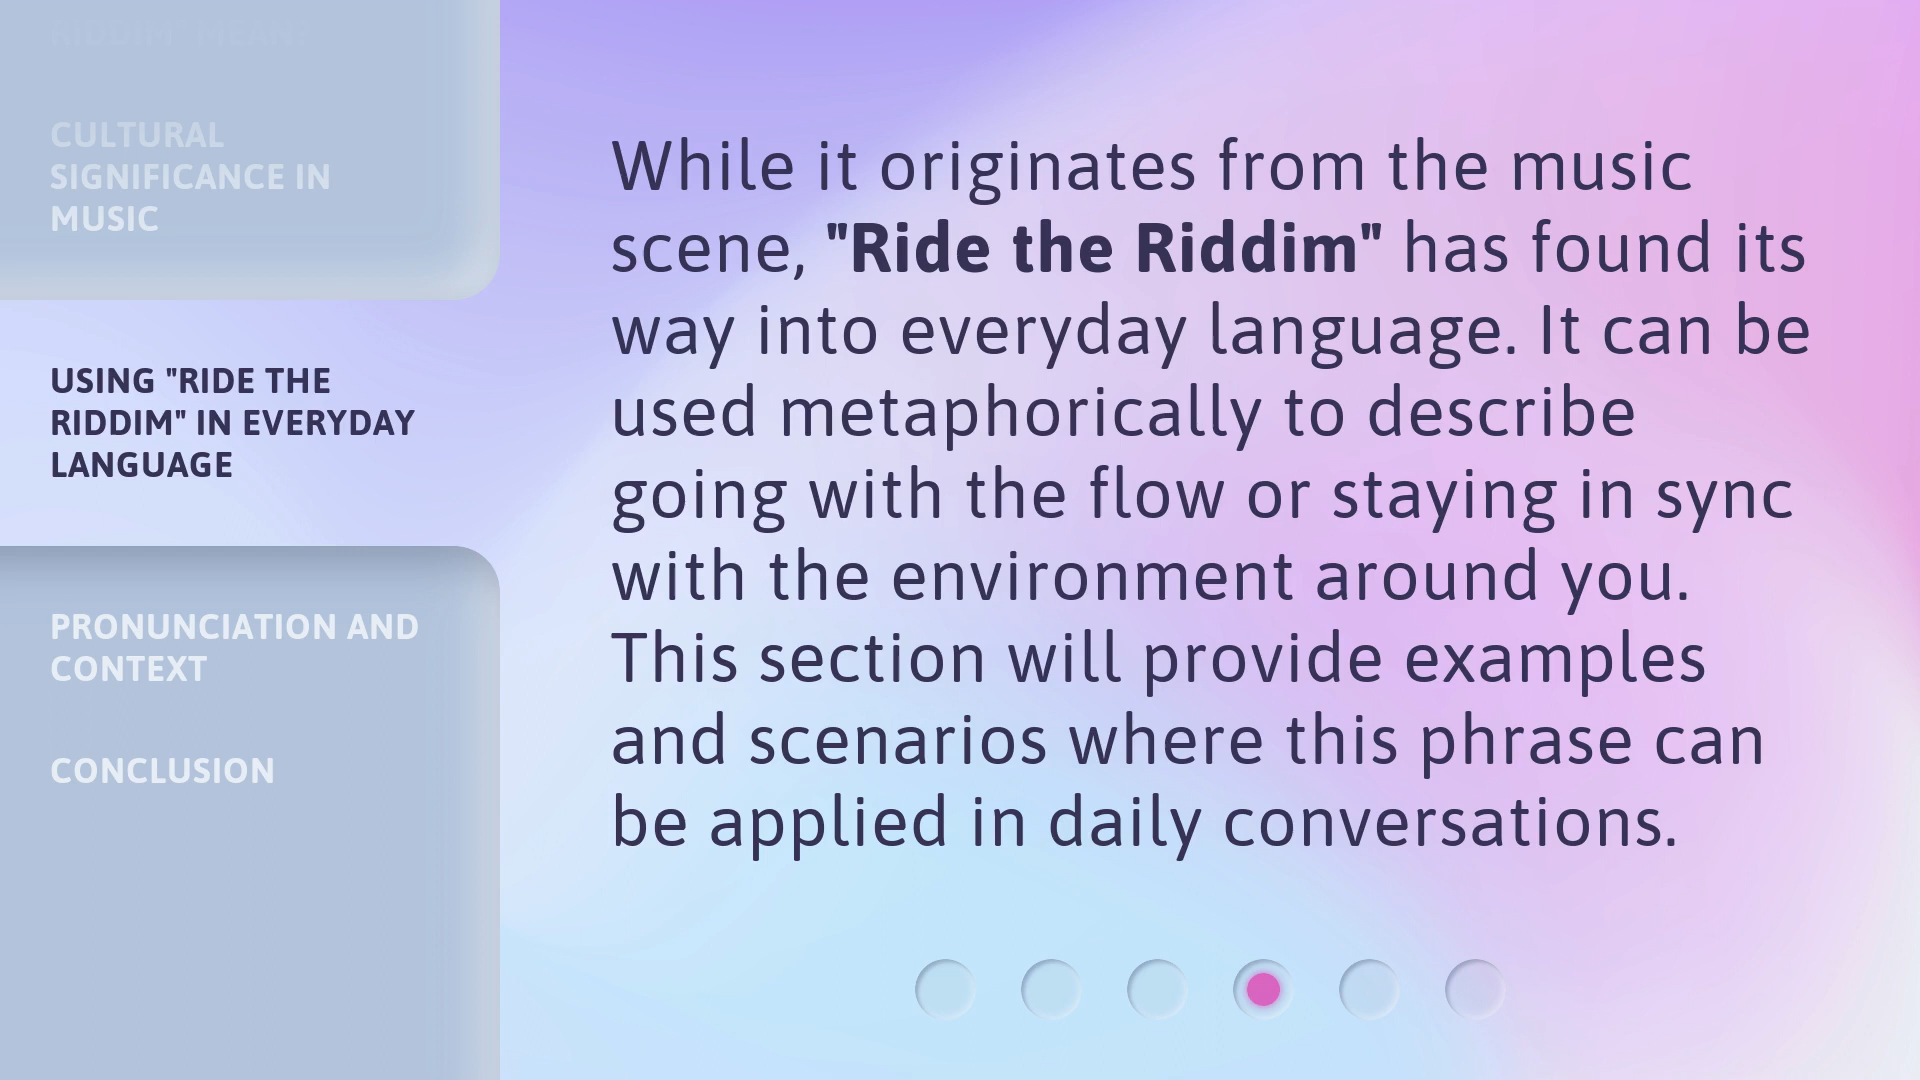 RIDDIM" MEAN?
CULTURAL
SIGNIFICANCE IN
MUSIC
USING "RIDE THE
RIDDIM" IN EVERYDAY
LANGUAGE
PRONUNCIATION AND
CONTEXT
CONCLUSION
While it originates from the music
scene, "Ride the Riddim" has found its
way into everyday language. It can be
used metaphorically to describe
going with the flow or staying in sync
with the environment around you.
This section will provide examples
and scenarios where this phrase can
be applied in daily conversations.